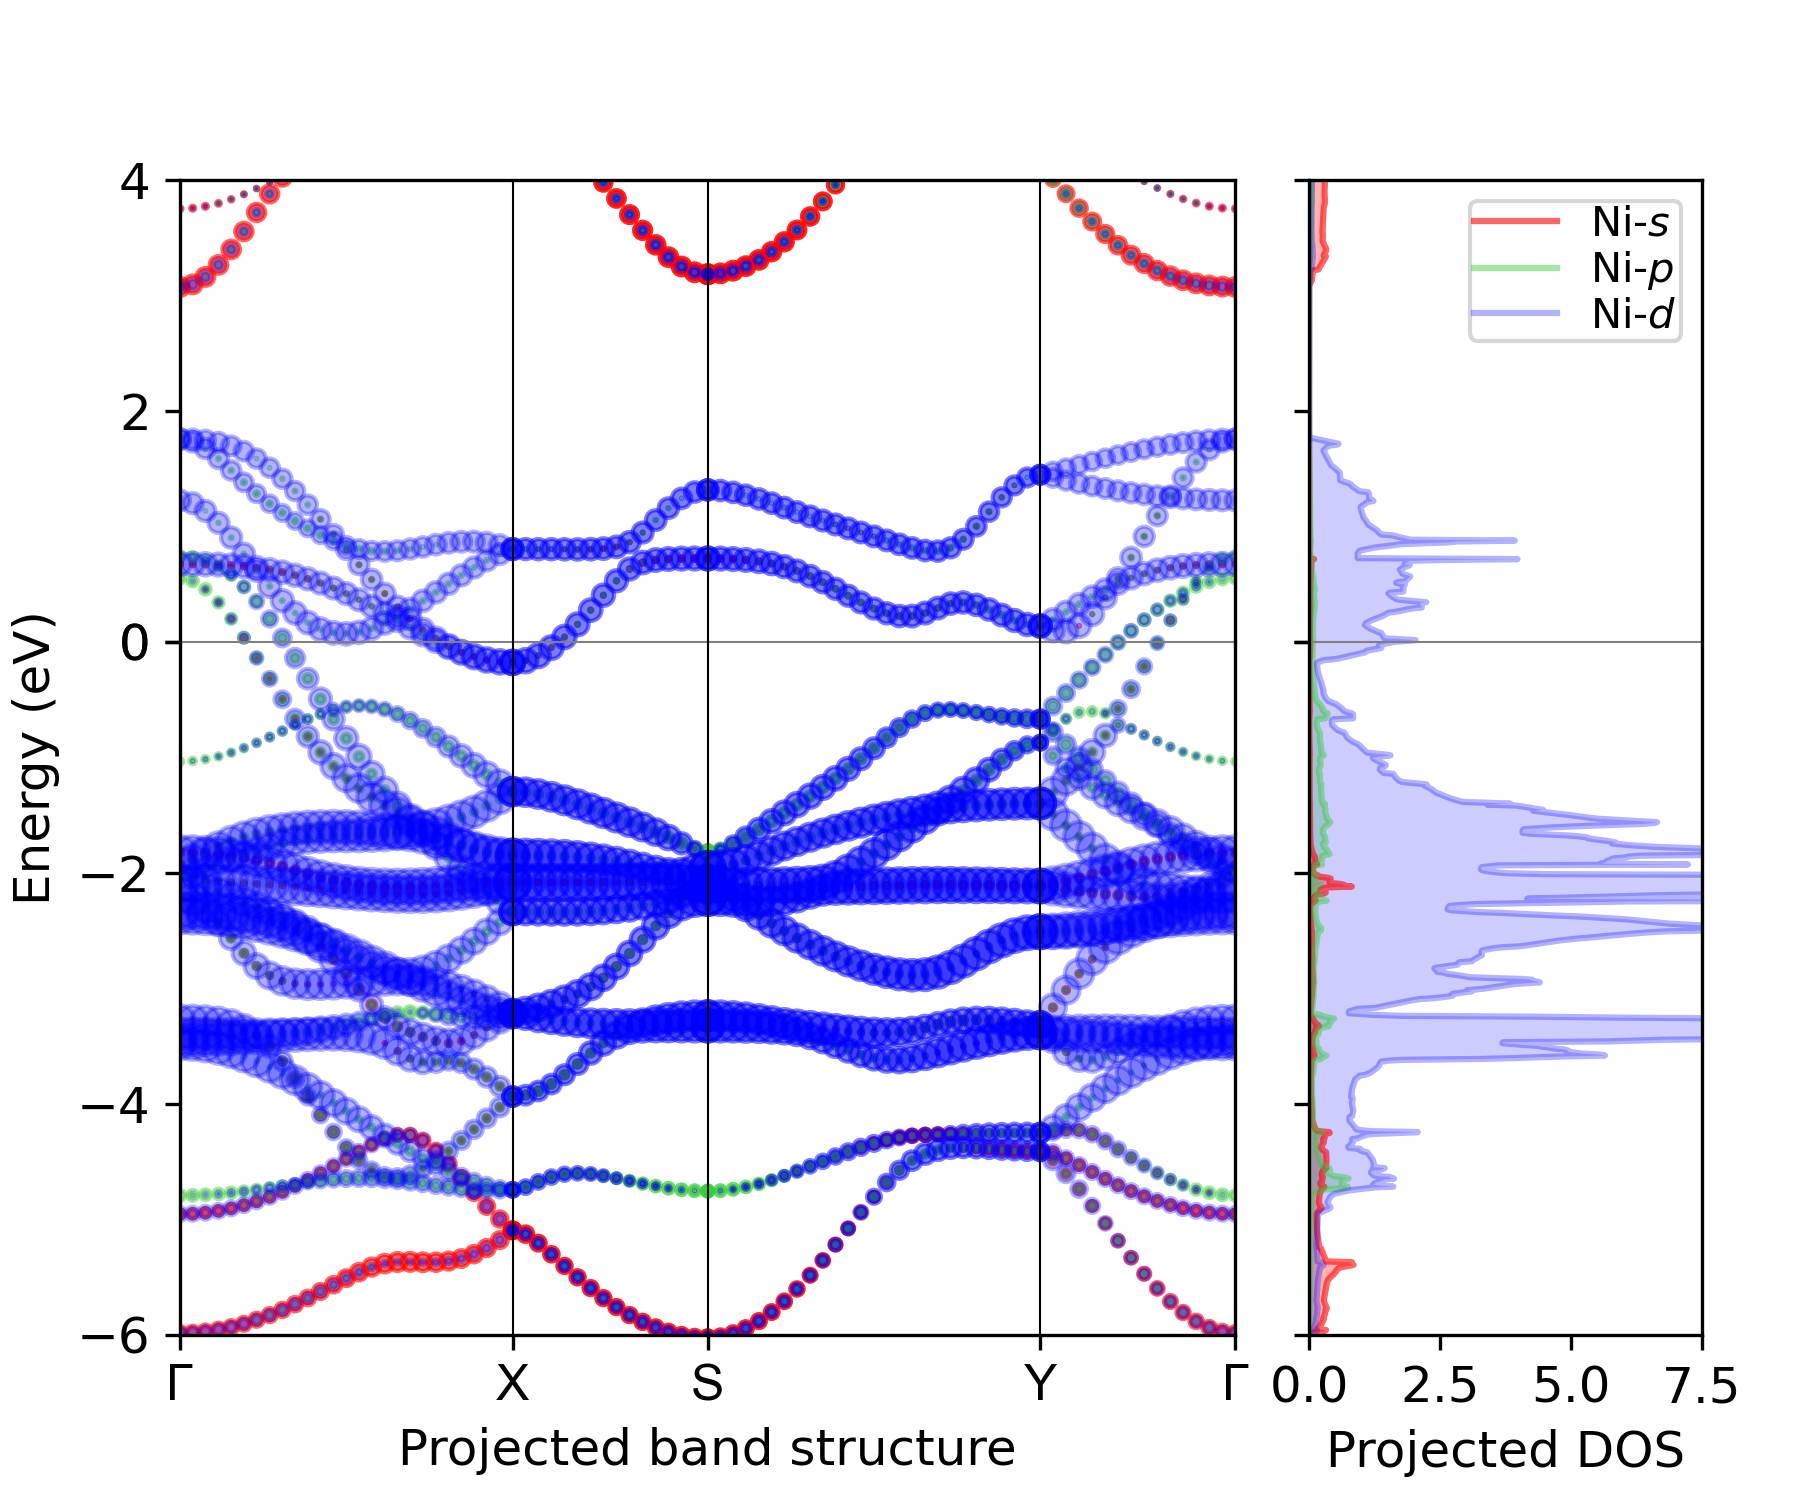 4
2
0
−2
−4
−6
Energy (eV)
Γ X S Y Γ
Projected band structure
Ni-s
Ni-p
Ni-d
0.0 2.5 5.0 7.5
Projected DOS